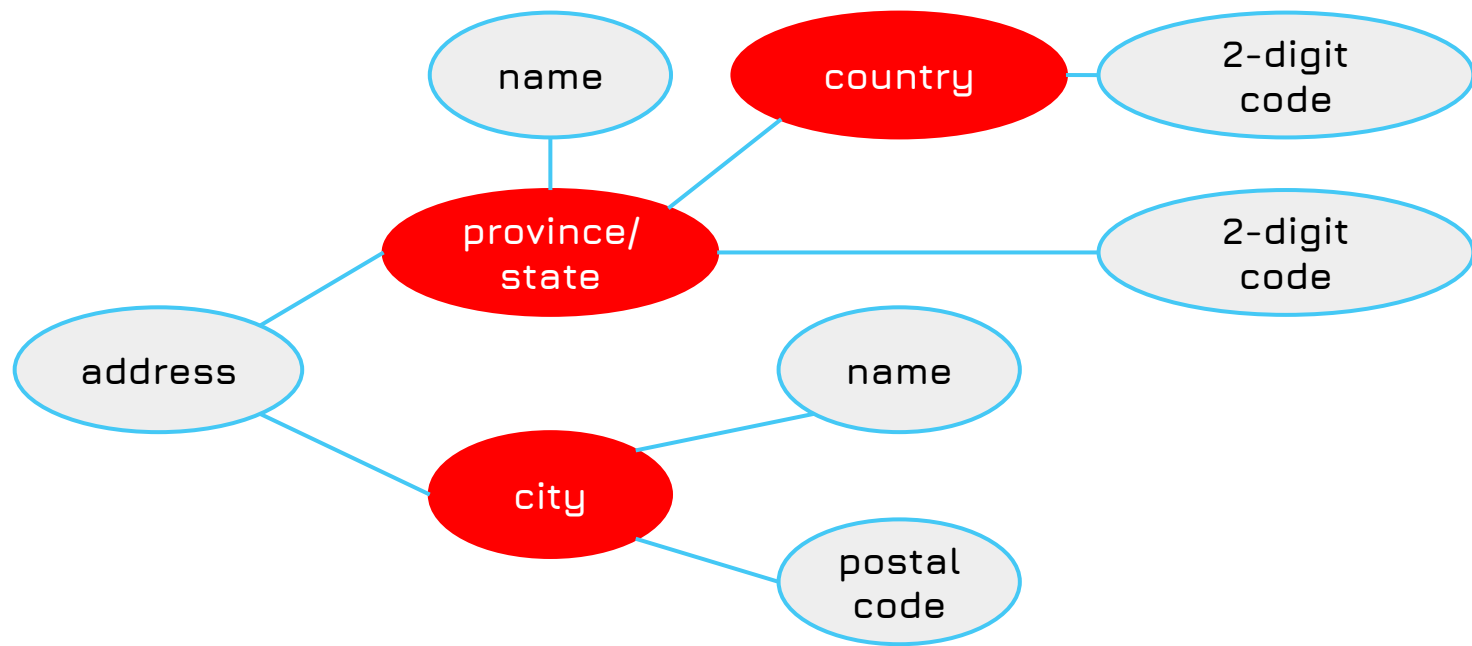 name
country
2-digit
code
province/
state
2-digit
code
address
name
city
postal
code